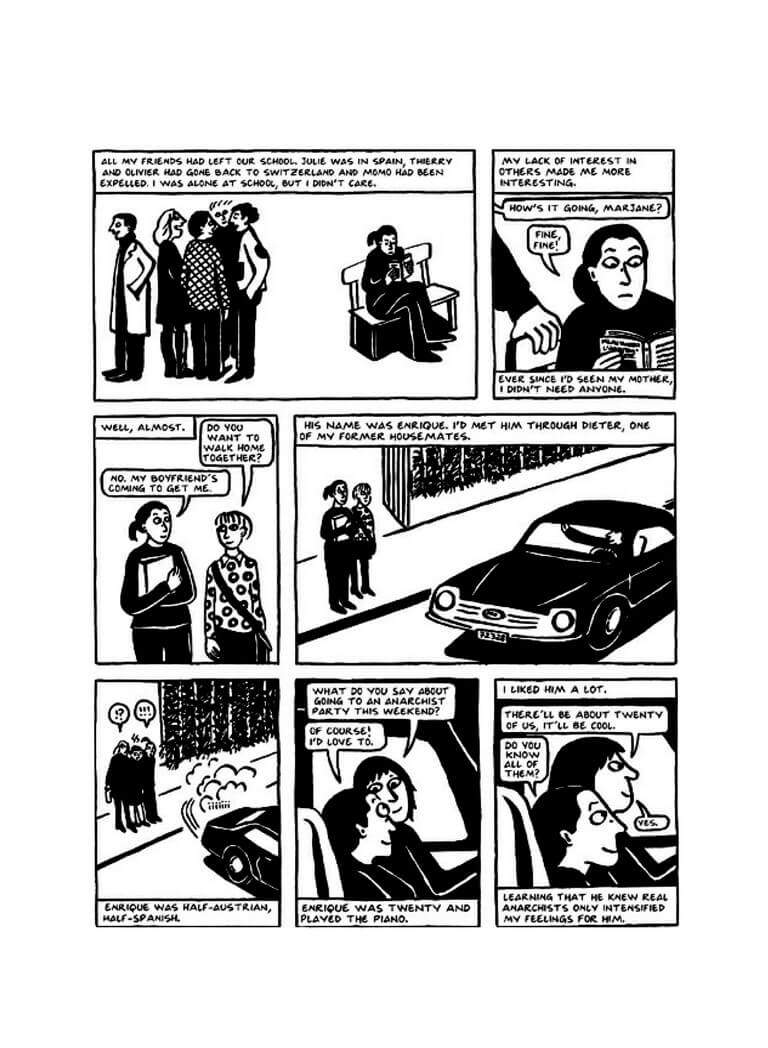 ALL MY FRIENDS HAD LEFT OUR SCHOOL. JULIE WAS IN SPAIN, THIERRY
AND OLIVIER HAD GONE BACK TO SWITZERLAND AND MOMO HAD BEEN
EXPELLED. I WAS ALONE AT SCHOOL, BUT I DIDN'T CARE.
MY LACK OF INTEREST IN
OTHERS MADE ME MORE
INTERESTING.
HOW'S IT GOING, MARJANE?
FINE,
FINE!
EVER SINCE I'D SEEN MY MOTHER,
I DIDN'T NEED ANYONE.
WELL, ALMOST.
DO YOU
WANT TO
WALK HOME
TOGETHER?
NO. MY BOYFRIEND'S
COMING TO GET ME.
HIS NAME WAS ENRIQUE. I'D MET HIM THROUGH DIETER, ONE
OF MY FORMER HOUSEMATES.
!?
!!!
ENRIQUE WAS HALF-AUSTRIAN,
HALF-SPANISH.
WHAT DO YOU SAY ABOUT
GOING TO AN ANARCHIST
PARTY THIS WEEKEND?
OF COURSE!
I'D LOVE TO.
ENRIQUE WAS TWENTY AND
PLAYED THE PIANO.
I LIKED HIM A LOT.
THERE'LL BE ABOUT TWENTY
OF US, IT'LL BE COOL.
DO YOU
KNOW
ALL OF
THEM?
YES.
LEARNING THAT HE KNEW REAL
ANARCHISTS ONLY INTENSIFIED
MY FEELINGS FOR HIM.